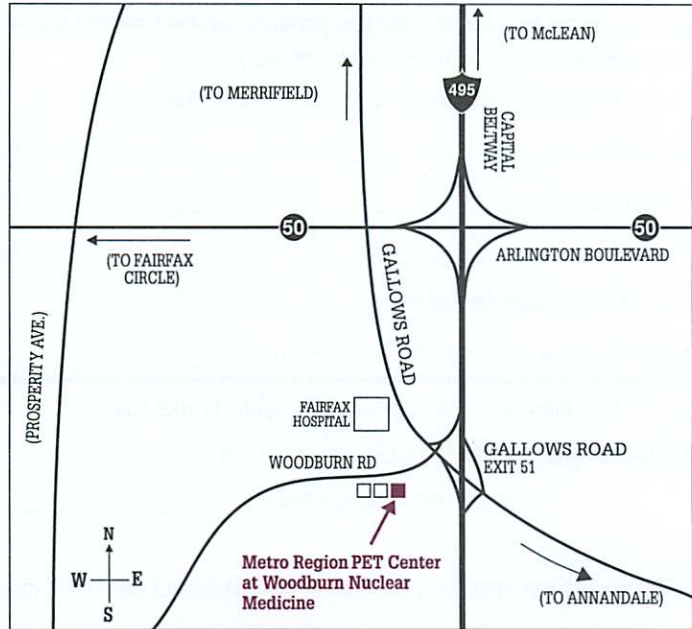 (TO McLEAN)
(TO MERRIFIELD)
495
CAPITAL
BELTWAY
50
50
(TO FAIRFAX
CIRCLE)
ARLINGTON BOULEVARD
GALLOWS ROAD
(PROSPERITY AVE.)
FAIRFAX
HOSPITAL
GALLOWS ROAD
EXIT 51
WOODBURN RD
N
W E
S
Metro Region PET Center
at Woodburn Nuclear
Medicine
(TO ANNANDALE)